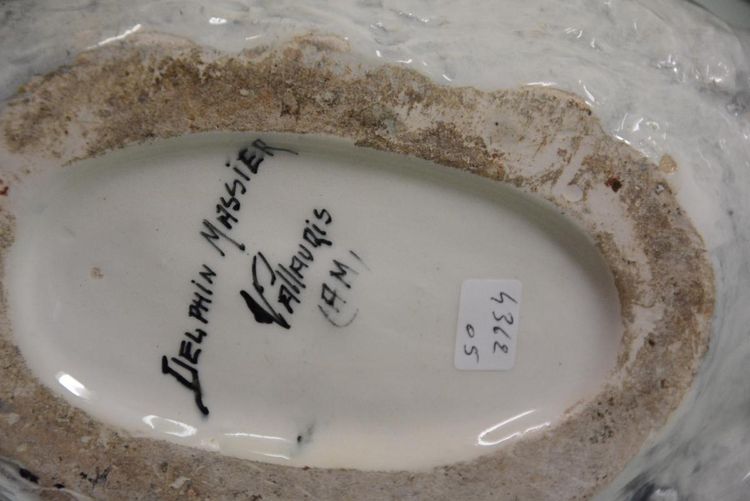 DELPHIN MASSIER
VALLAURIS
(A.M.
4362
05